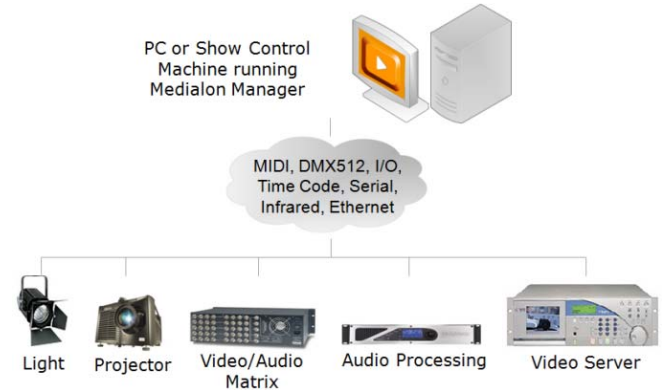 PC or Show Control
Machine running
Medialon Manager
MIDI, DMX512, I/O,
Time Code, Serial,
Infrared, Ethernet
Light
Projector
Video/Audio
Matrix
Audio Processing
Video Server